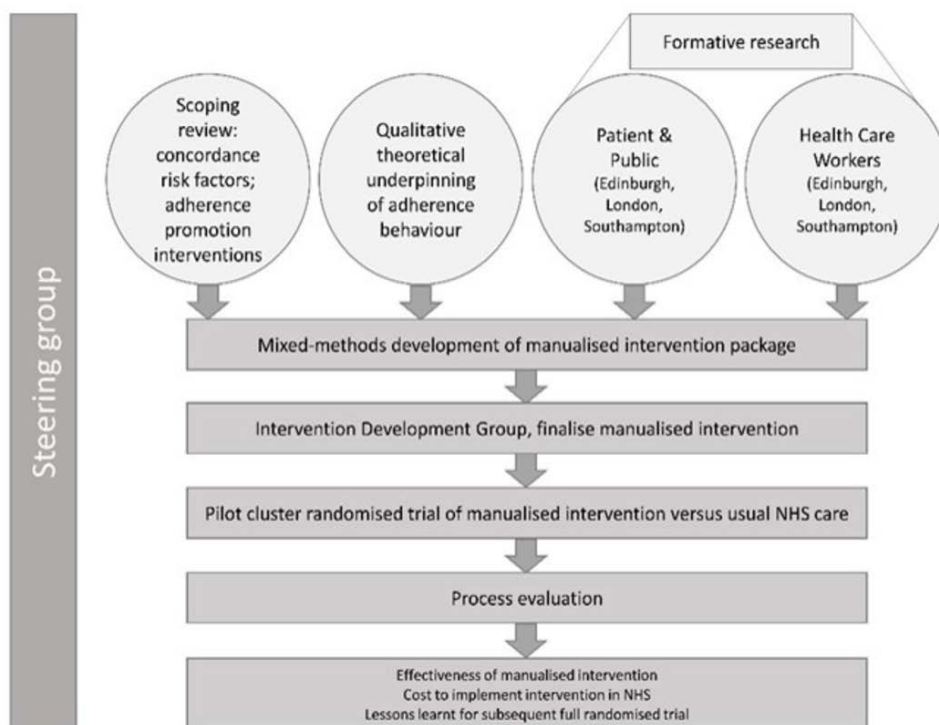 Steering group
Formative research
Scoping
review:
concordance
risk factors;
adherence
promotion
interventions
Qualitative
theoretical
underpinning
of adherence
behaviour
Patient &
Public
(Edinburgh,
London,
Southampton)
Health Care
Workers
(Edinburgh,
London,
Southampton)
Mixed-methods development of manualised intervention package
Intervention Development Group, finalise manualised intervention
Pilot cluster randomised trial of manualised intervention versus usual NHS care
Process evaluation
Effectiveness of manualised intervention
Cost to implement intervention in NHS
Lessons learnt for subsequent full randomised trial